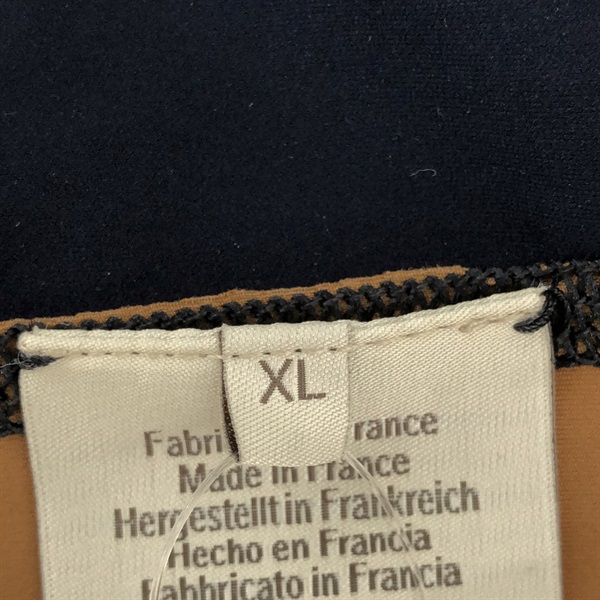 XL
Fabri rance
Made in France
Hergestellt in Frankreich
Hecho en Francia
Fabbricato in Francia